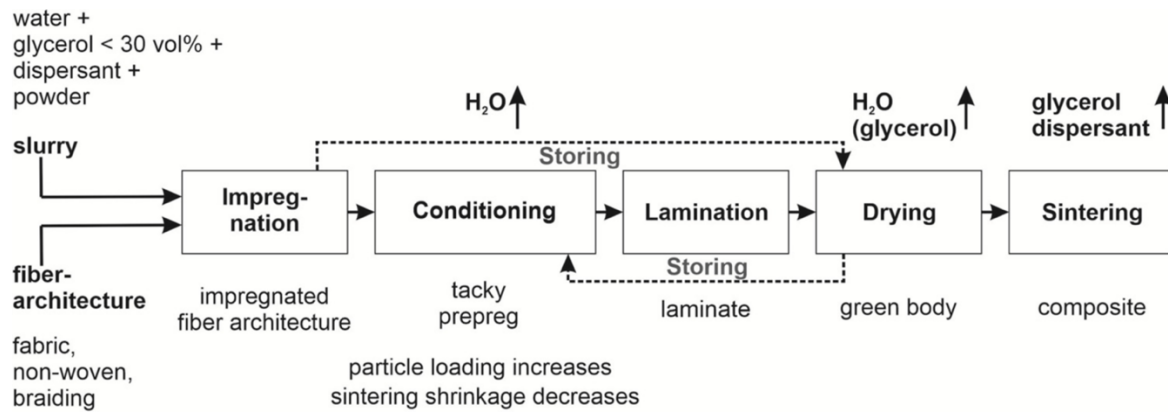 water +
glycerol < 30 vol% +
dispersant +
powder
slurry
fiber-
architecture
fabric,
non-woven,
braiding
Impreg-
nation
impregnated
fiber architecture
H₂O
Storing
Conditioning
tacky
prepreg
particle loading increases
sintering shrinkage decreases
Lamination
Storing
laminate
H₂O
(glycerol)
Drying
green body
glycerol
dispersant
Sintering
composite